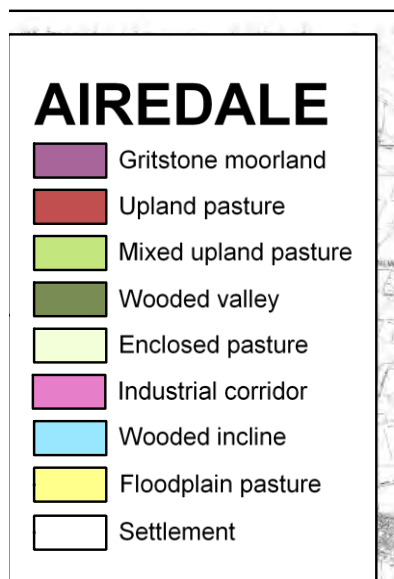 AIREDALE
Gritstone moorland
Upland pasture
Mixed upland pasture
Wooded valley
Enclosed pasture
Industrial corridor
Wooded incline
Floodplain pasture
Settlement